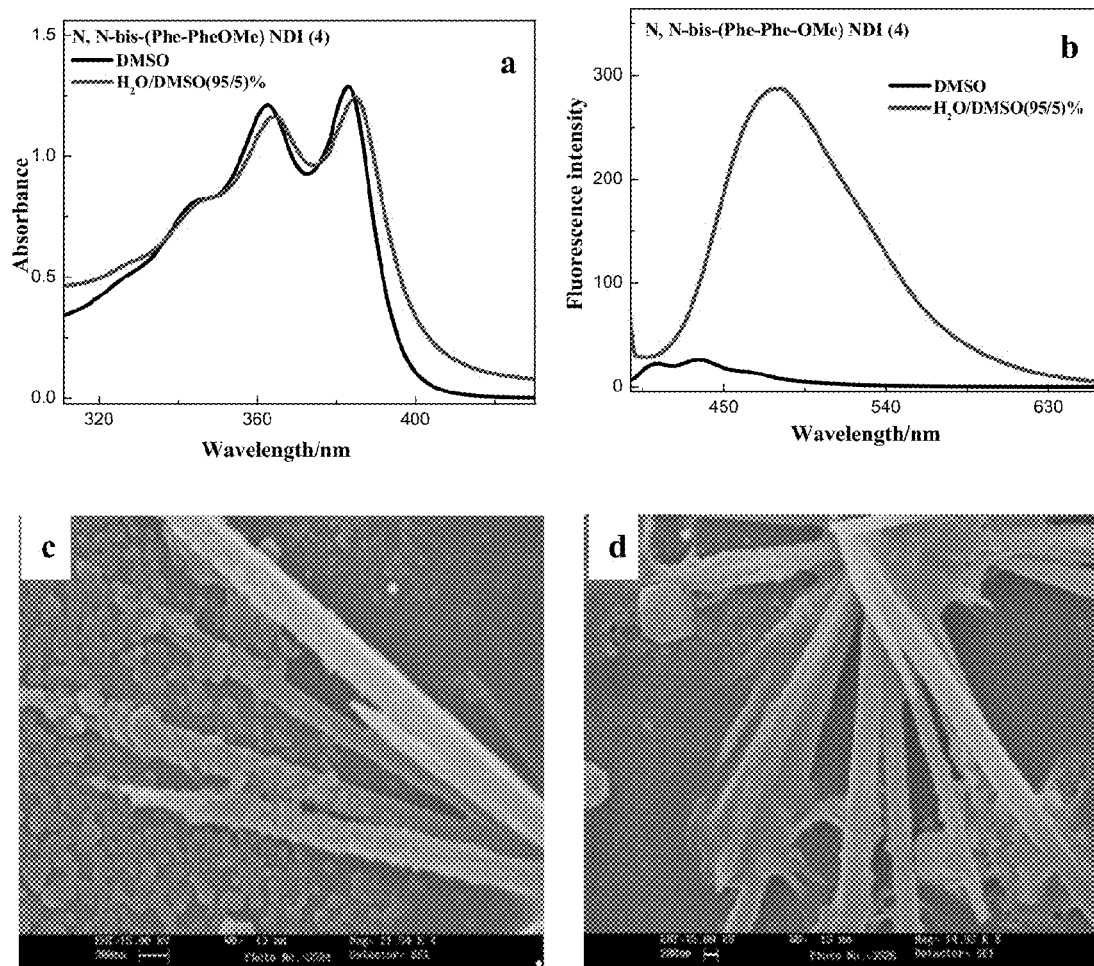 N, N-bis-(Phe-PheOMe) NDI (4)
DMSO
H₂O/DMSO(95/5)%
a
1.5
1.0
0.5
0.0
Absorbance
320
360
400
Wavelength/nm
N, N-bis-(Phe-Phe-OMe) NDI (4)
b
DMSO
H₂O/DMSO(95/5)%
300
200
100
0
Fluorescence intensity
450
540
630
Wavelength/nm
c
200nm
d
200nm